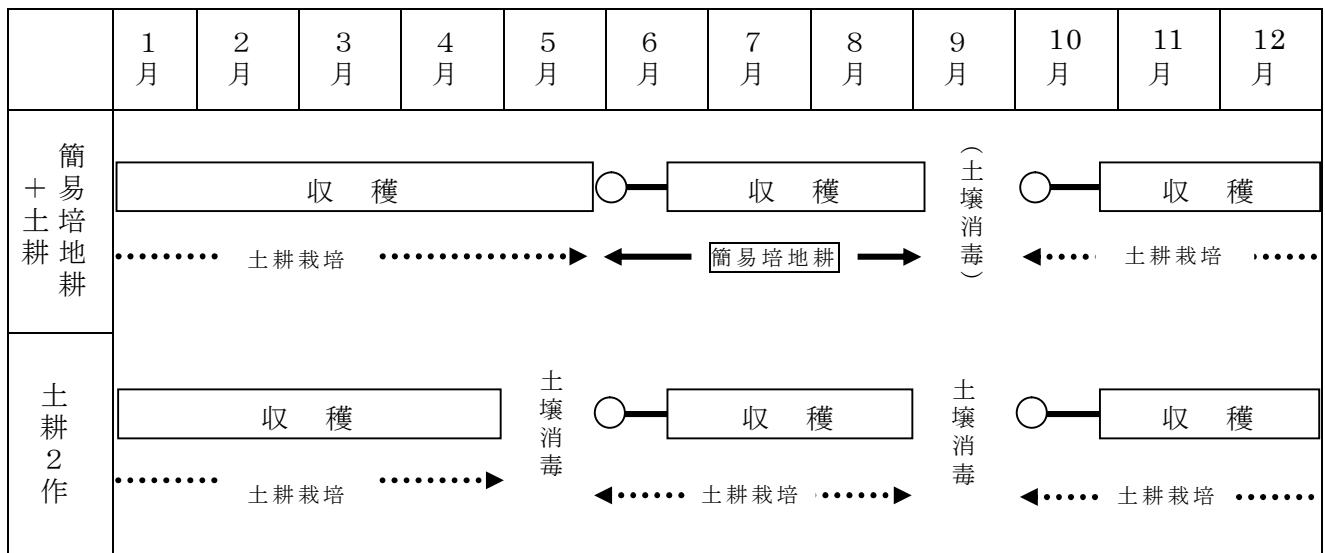 1月 2月 3月 4月 5月 6月 7月 8月 9月 10月 11月 12月
簡易培地耕
＋土耕
収穫
収穫
（土壌消毒）
収穫
土耕栽培
簡易培地耕
土耕栽培
土耕２作
収穫
土壌消毒
収穫
土壌消毒
収穫
土耕栽培
土耕栽培
土耕栽培